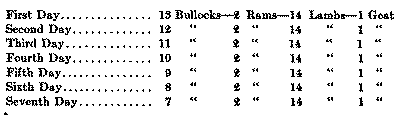 First Day............. 13 Bullocks—2 Rams—14 Lambs—1 Goat
Second Day............ 12 “ 2 “ 14 “ 1 “
Third Day............. 11 “ 2 “ 14 “ 1 “
Fourth Day............ 10 “ 2 “ 14 “ 1 “
Fifth Day............. 9 “ 2 “ 14 “ 1 “
Sixth Day............. 8 “ 2 “ 14 “ 1 “
Seventh Day........... 7 “ 2 “ 14 “ 1 “